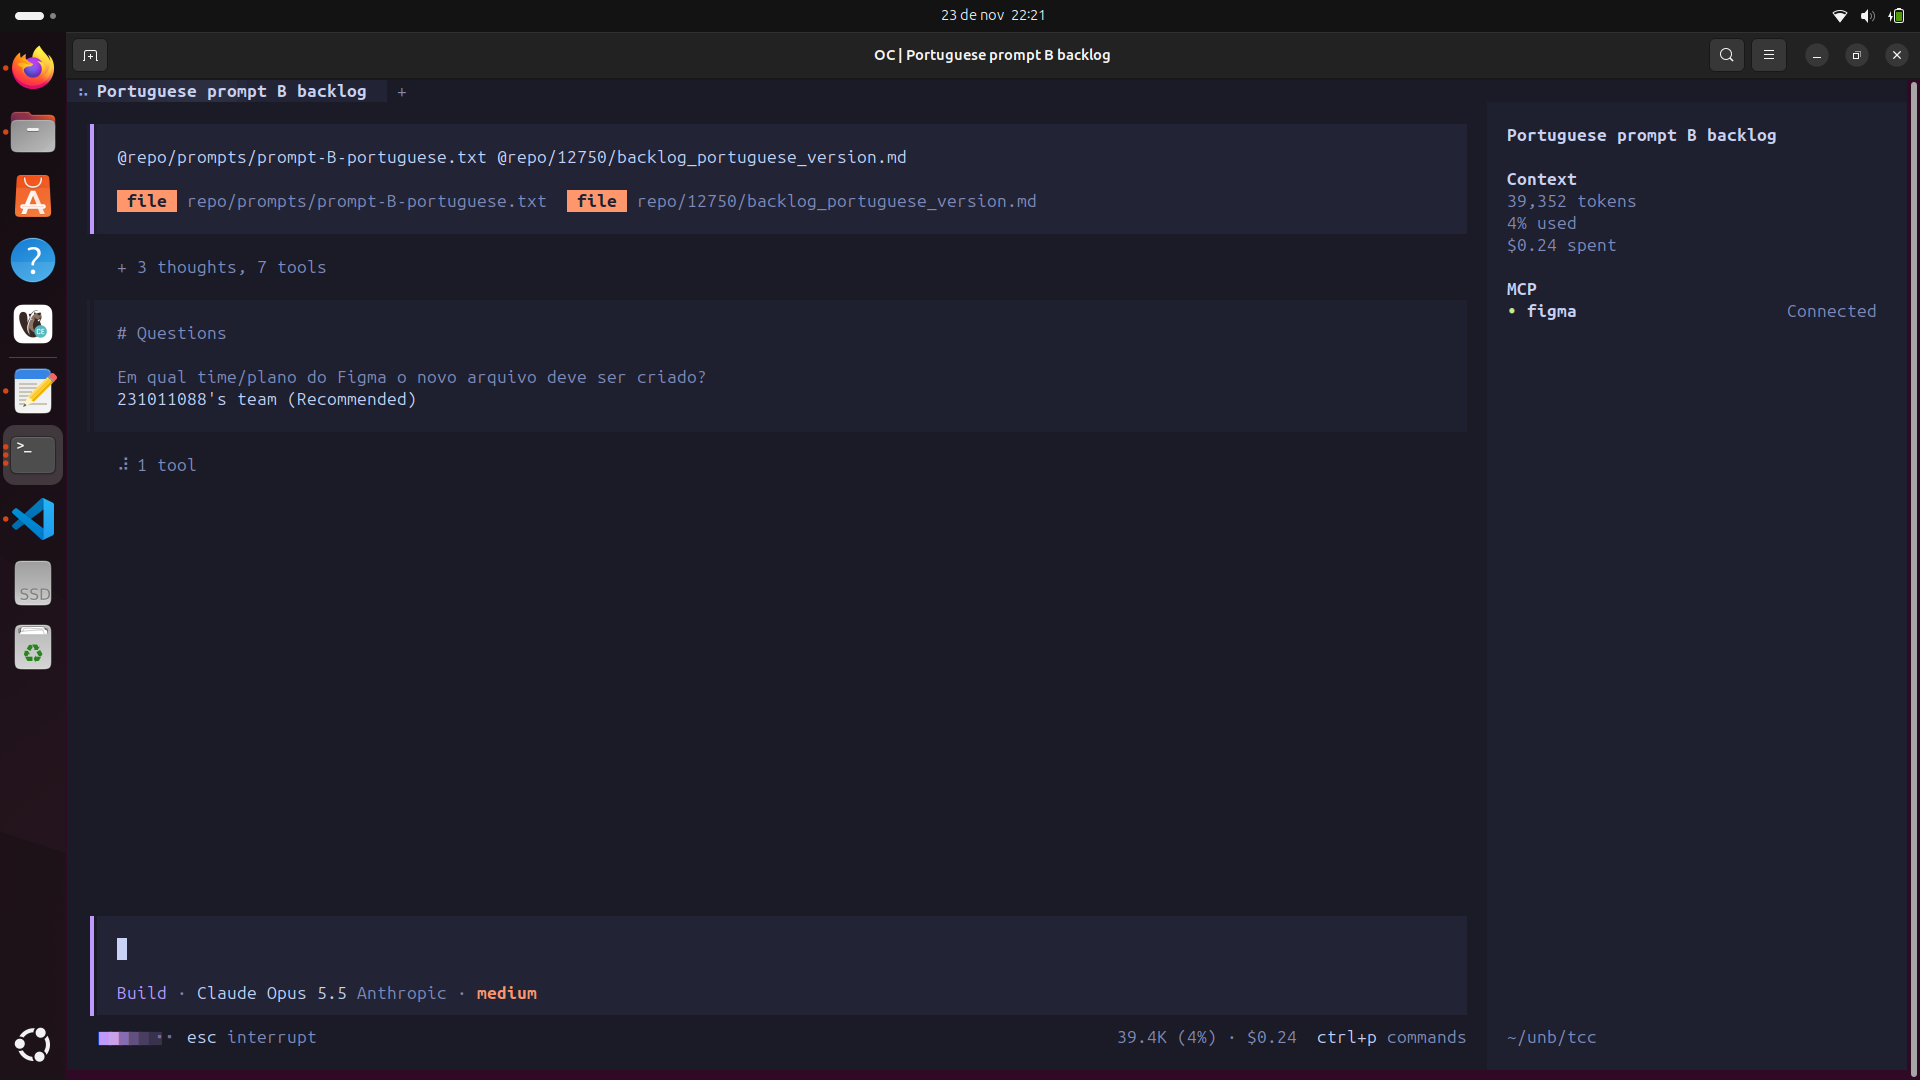 23 de nov 22:21
OC | Portuguese prompt B backlog
Portuguese prompt B backlog +
@repo/prompts/prompt-B-portuguese.txt @repo/12750/backlog_portuguese_version.md
file repo/prompts/prompt-B-portuguese.txt file repo/12750/backlog_portuguese_version.md
+ 3 thoughts, 7 tools
# Questions
Em qual time/plano do Figma o novo arquivo deve ser criado?
231011088's team (Recommended)
1 tool
Build · Claude Opus 5.5 Anthropic · medium
esc interrupt
39.4K (4%) · $0.24 ctrl+p commands
Portuguese prompt B backlog
Context
39,352 tokens
4% used
$0.24 spent
MCP
• figma Connected
~/unb/tcc
SSD